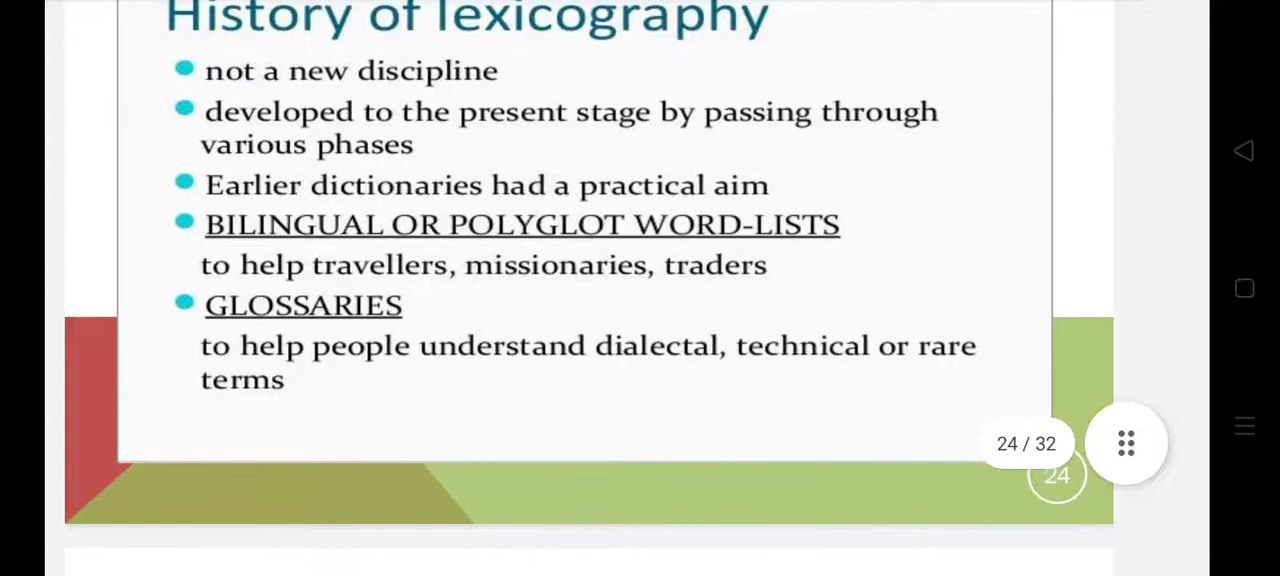 History of lexicography
not a new discipline
developed to the present stage by passing through
various phases
Earlier dictionaries had a practical aim
BILINGUAL OR POLYGLOT WORD-LISTS
to help travellers, missionaries, traders
GLOSSARIES
to help people understand dialectal, technical or rare
terms
24 / 32
24